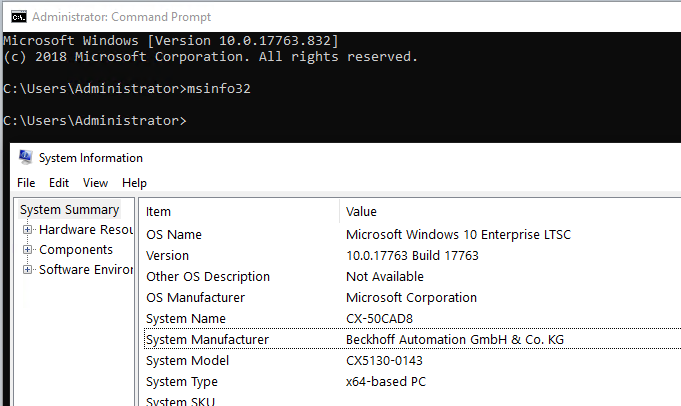 Administrator: Command Prompt
Microsoft Windows [Version 10.0.17763.832]
(c) 2018 Microsoft Corporation. All rights reserved.
C:\Users\Administrator>msinfo32
C:\Users\Administrator>
System Information
File Edit View Help
System Summary
Hardware Resou
Components
Software Environ
Item Value
OS Name Microsoft Windows 10 Enterprise LTSC
Version 10.0.17763 Build 17763
Other OS Description Not Available
OS Manufacturer Microsoft Corporation
System Name CX-50CAD8
System Manufacturer Beckhoff Automation GmbH & Co. KG
System Model CX5130-0143
System Type x64-based PC
System SKU